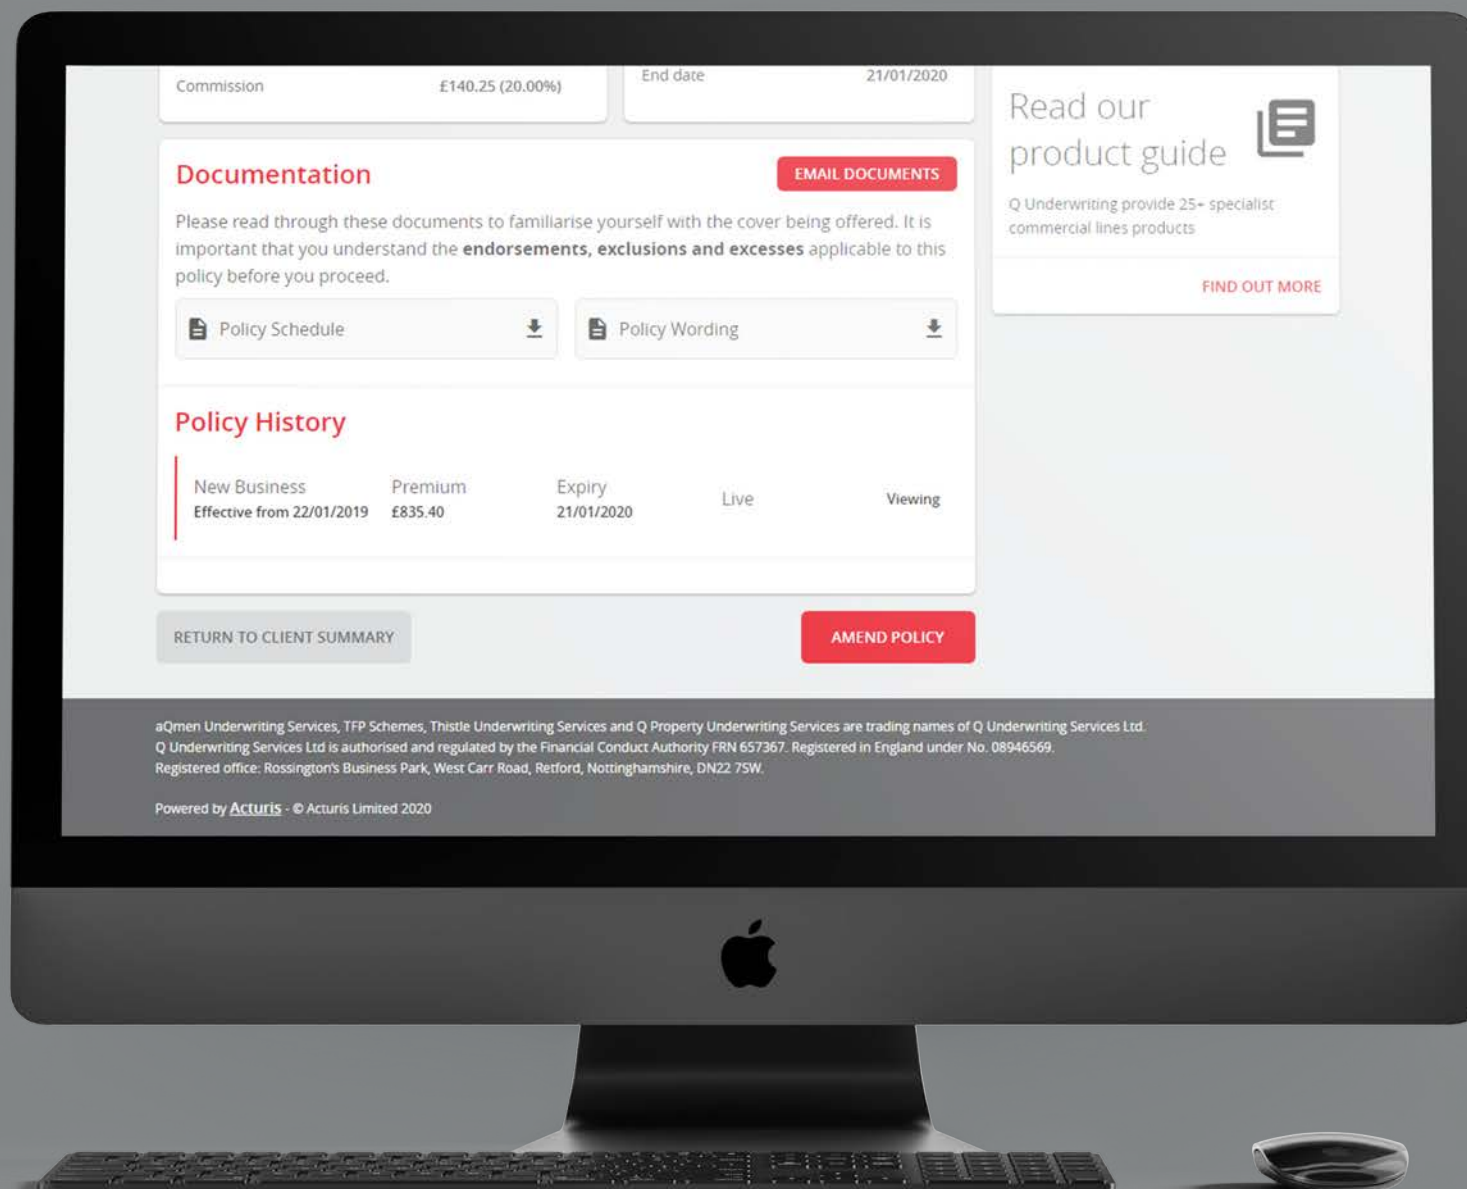 Commission £140.25 (20.00%)
End date 21/01/2020
Documentation
EMAIL DOCUMENTS
Please read through these documents to familiarise yourself with the cover being offered. It is
important that you understand the endorsements, exclusions and excesses applicable to this
policy before you proceed.
Policy Schedule
Policy Wording
Policy History
New Business Premium Expiry Live Viewing
Effective from 22/01/2019 £835.40 21/01/2020
RETURN TO CLIENT SUMMARY
AMEND POLICY
Read our
product guide
Q Underwriting provide 25+ specialist
commercial lines products
FIND OUT MORE
aQmen Underwriting Services, TFP Schemes, Thistle Underwriting Services and Q Property Underwriting Services are trading names of Q Underwriting Services Ltd.
Q Underwriting Services Ltd is authorised and regulated by the Financial Conduct Authority FRN 657367. Registered in England under No. 08946569.
Registered office: Rossington's Business Park, West Carr Road, Retford, Nottinghamshire, DN22 7SW.
Powered by Acturis - © Acturis Limited 2020